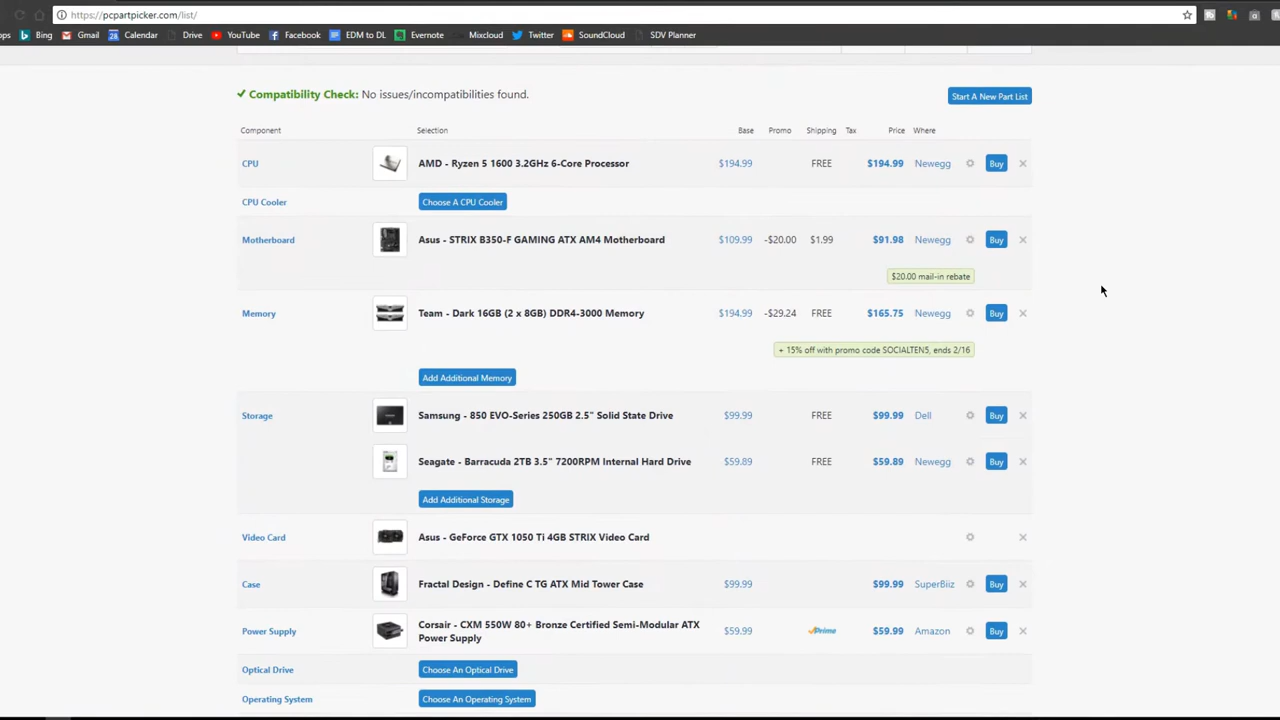 https://pcpartpicker.com/list/
Bing Gmail Calendar Drive YouTube Facebook EDM to DL Evernote Mixcloud Twitter SoundCloud SDV Planner
Compatibility Check: No issues/incompatibilities found.
Start A New Part List
Component Selection Base Promo Shipping Tax Price Where
CPU AMD - Ryzen 5 1600 3.2GHz 6-Core Processor $194.99 FREE $194.99 Newegg Buy
CPU Cooler Choose A CPU Cooler
Motherboard Asus - STRIX B350-F GAMING ATX AM4 Motherboard $109.99 -$20.00 $1.99 $91.98 Newegg Buy
$20.00 mail-in rebate
Memory Team - Dark 16GB (2 x 8GB) DDR4-3000 Memory $194.99 -$29.24 FREE $165.75 Newegg Buy
+ 15% off with promo code SOCIALTEN5, ends 2/16
Add Additional Memory
Storage Samsung - 850 EVO-Series 250GB 2.5" Solid State Drive $99.99 FREE $99.99 Dell Buy
Seagate - Barracuda 2TB 3.5" 7200RPM Internal Hard Drive $59.89 FREE $59.89 Newegg Buy
Add Additional Storage
Video Card Asus - GeForce GTX 1050 Ti 4GB STRIX Video Card
Case Fractal Design - Define C TG ATX Mid Tower Case $99.99 $99.99 SuperBiiz Buy
Power Supply Corsair - CXM 550W 80+ Bronze Certified Semi-Modular ATX
Power Supply $59.99 Prime $59.99 Amazon Buy
Optical Drive Choose An Optical Drive
Operating System Choose An Operating System